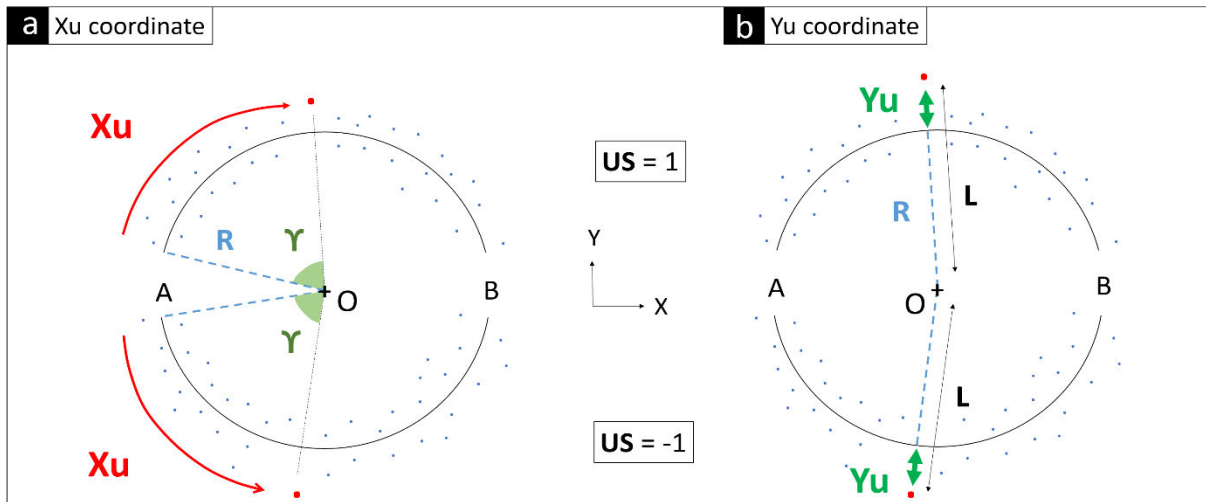 a Xu coordinate
Xu
R
ϒ
ϒ
A
O
B
Xu
US = 1
Y
X
US = -1
b Yu coordinate
Yu
L
R
A
O
B
L
Yu